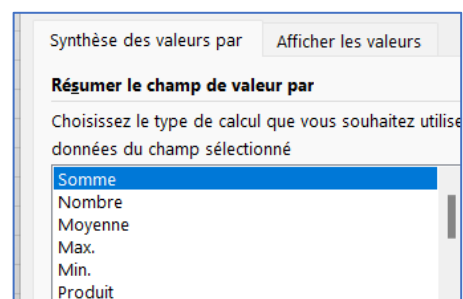 Synthèse des valeurs par Afficher les valeurs
Résumer le champ de valeur par
Choisissez le type de calcul que vous souhaitez utilise
données du champ sélectionné
Somme
Nombre
Moyenne
Max.
Min.
Produit